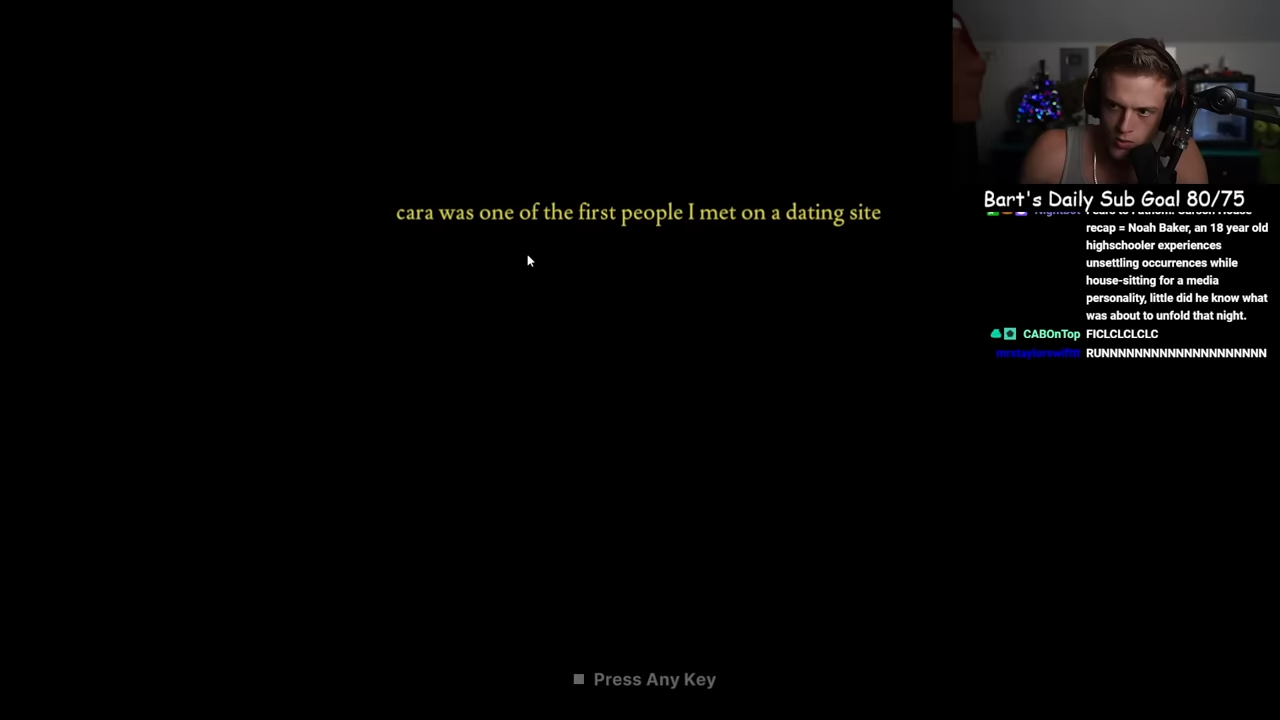 cara was one of the first people I met on a dating site
Press Any Key
Bart's Daily Sub Goal 80/75
recap = Noah Baker, an 18 year old
highschooler experiences
unsettling occurrences while
house-sitting for a media
personality, little did he know what
was about to unfold that night.
CABOnTop FICLCLCLCLC
mrstaylorswifttt RUNNNNNNNNNNNNNNNNNNNN